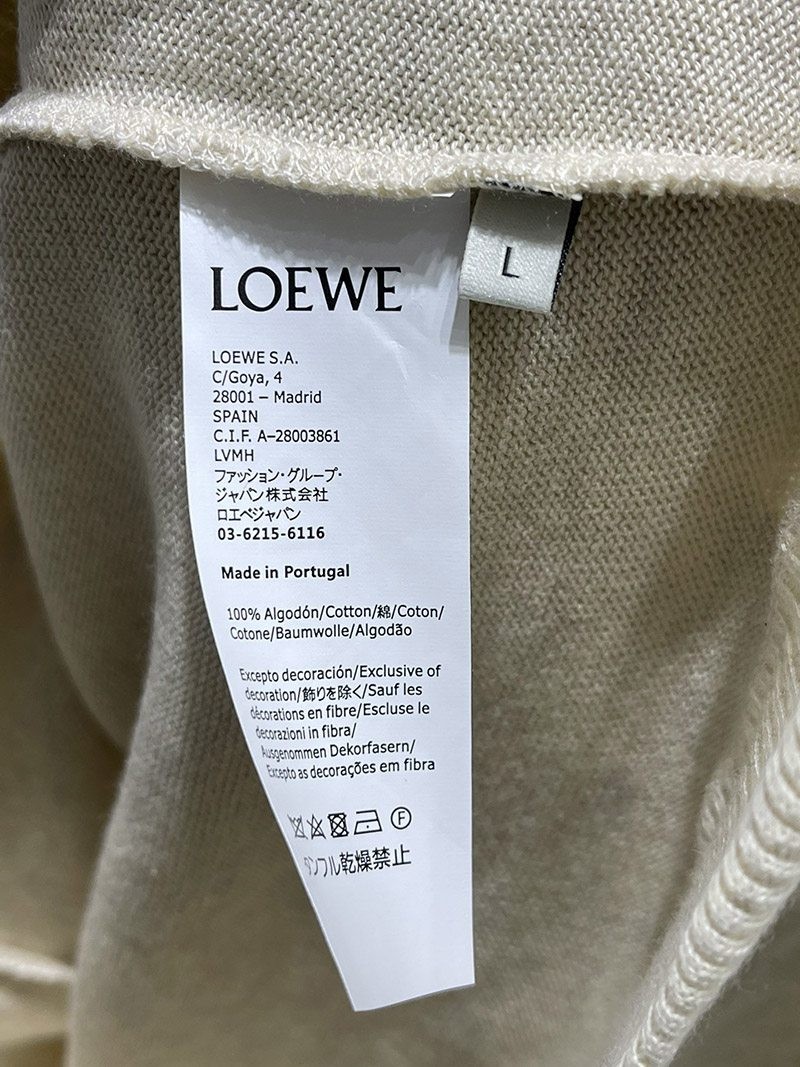 LOEWE
L
LOEWE S.A.
C/Goya, 4
28001 – Madrid
SPAIN
C.I.F. A–28003861
LVMH
ファッション・グループ・
ジャパン株式会社
ロエベジャパン
03-6215-6116
Made in Portugal
100% Algodón/Cotton/綿/Coton/
Cotone/Baumwolle/Algodão
Excepto decoración/Exclusive of
decoration/飾りを除く/Sauf les
décorations en fibre/Escluse le
decorazioni in fibra/
Ausgenommen Dekorfasern/
Excepto as decorações em fibra
F
タンブル乾燥禁止